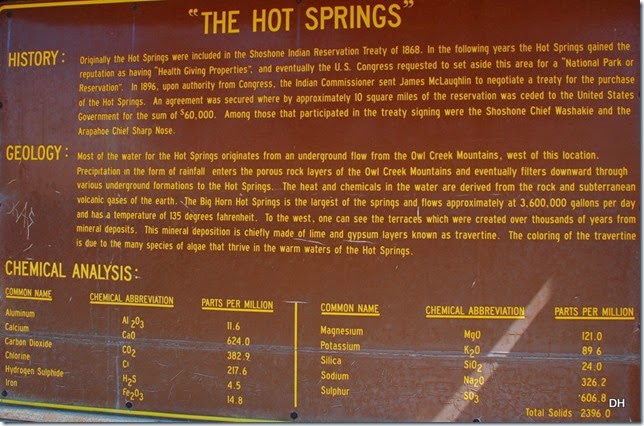 "THE HOT SPRINGS"
HISTORY: Originally the Hot Springs were included in the Shoshone Indian Reservation Treaty of 1868. In the following years the Hot Springs gained the
reputation as having "Health Giving Properties", and eventually the U.S. Congress requested to set aside this area for a "National Park or
Reservation". In 1896, upon authority from Congress, the Indian Commissioner sent James McLaughlin to negotiate a treaty for the purchase
of the Hot Springs. An agreement was secured where by approximately 10 square miles of the reservation was ceded to the United States
Government for the sum of $60,000. Among those that participated in the treaty signing were the Shoshone Chief Washakie and the
Arapahoe Chief Sharp Nose.
GEOLOGY: Most of the water for the Hot Springs originates from an underground flow from the Owl Creek Mountains, west of this location.
Precipitation in the form of rainfall enters the porous rock layers of the Owl Creek Mountains and eventually filters downward through
various underground formations to the Hot Springs. The heat and chemicals in the water are derived from the rock and subterranean
volcanic gases of the earth. The Big Horn Hot Springs is the largest of the springs and flows approximately at 3,600,000 gallons per day
and has a temperature of 135 degrees fahrenheit. To the west, one can see the terraces which were created over thousands of years from
mineral deposits. This mineral deposition is chiefly made of lime and gypsum layers known as travertine. The coloring of the travertine
is due to the many species of algae that thrive in the warm waters of the Hot Springs.
CHEMICAL ANALYSIS:
COMMON NAME CHEMICAL ABBREVIATION PARTS PER MILLION
Aluminum Al2O3 11.6
Calcium CaO 624.0
Carbon Dioxide CO2 382.9
Chlorine Cl 217.6
Hydrogen Sulphide H2S 4.5
Iron Fe2O3 14.8
COMMON NAME CHEMICAL ABBREVIATION PARTS PER MILLION
Magnesium MgO 121.0
Potassium K2O 89.6
Silica SiO2 24.0
Sodium Na2O 326.2
Sulphur SO3 606.8
Total Solids 2396.0
DH